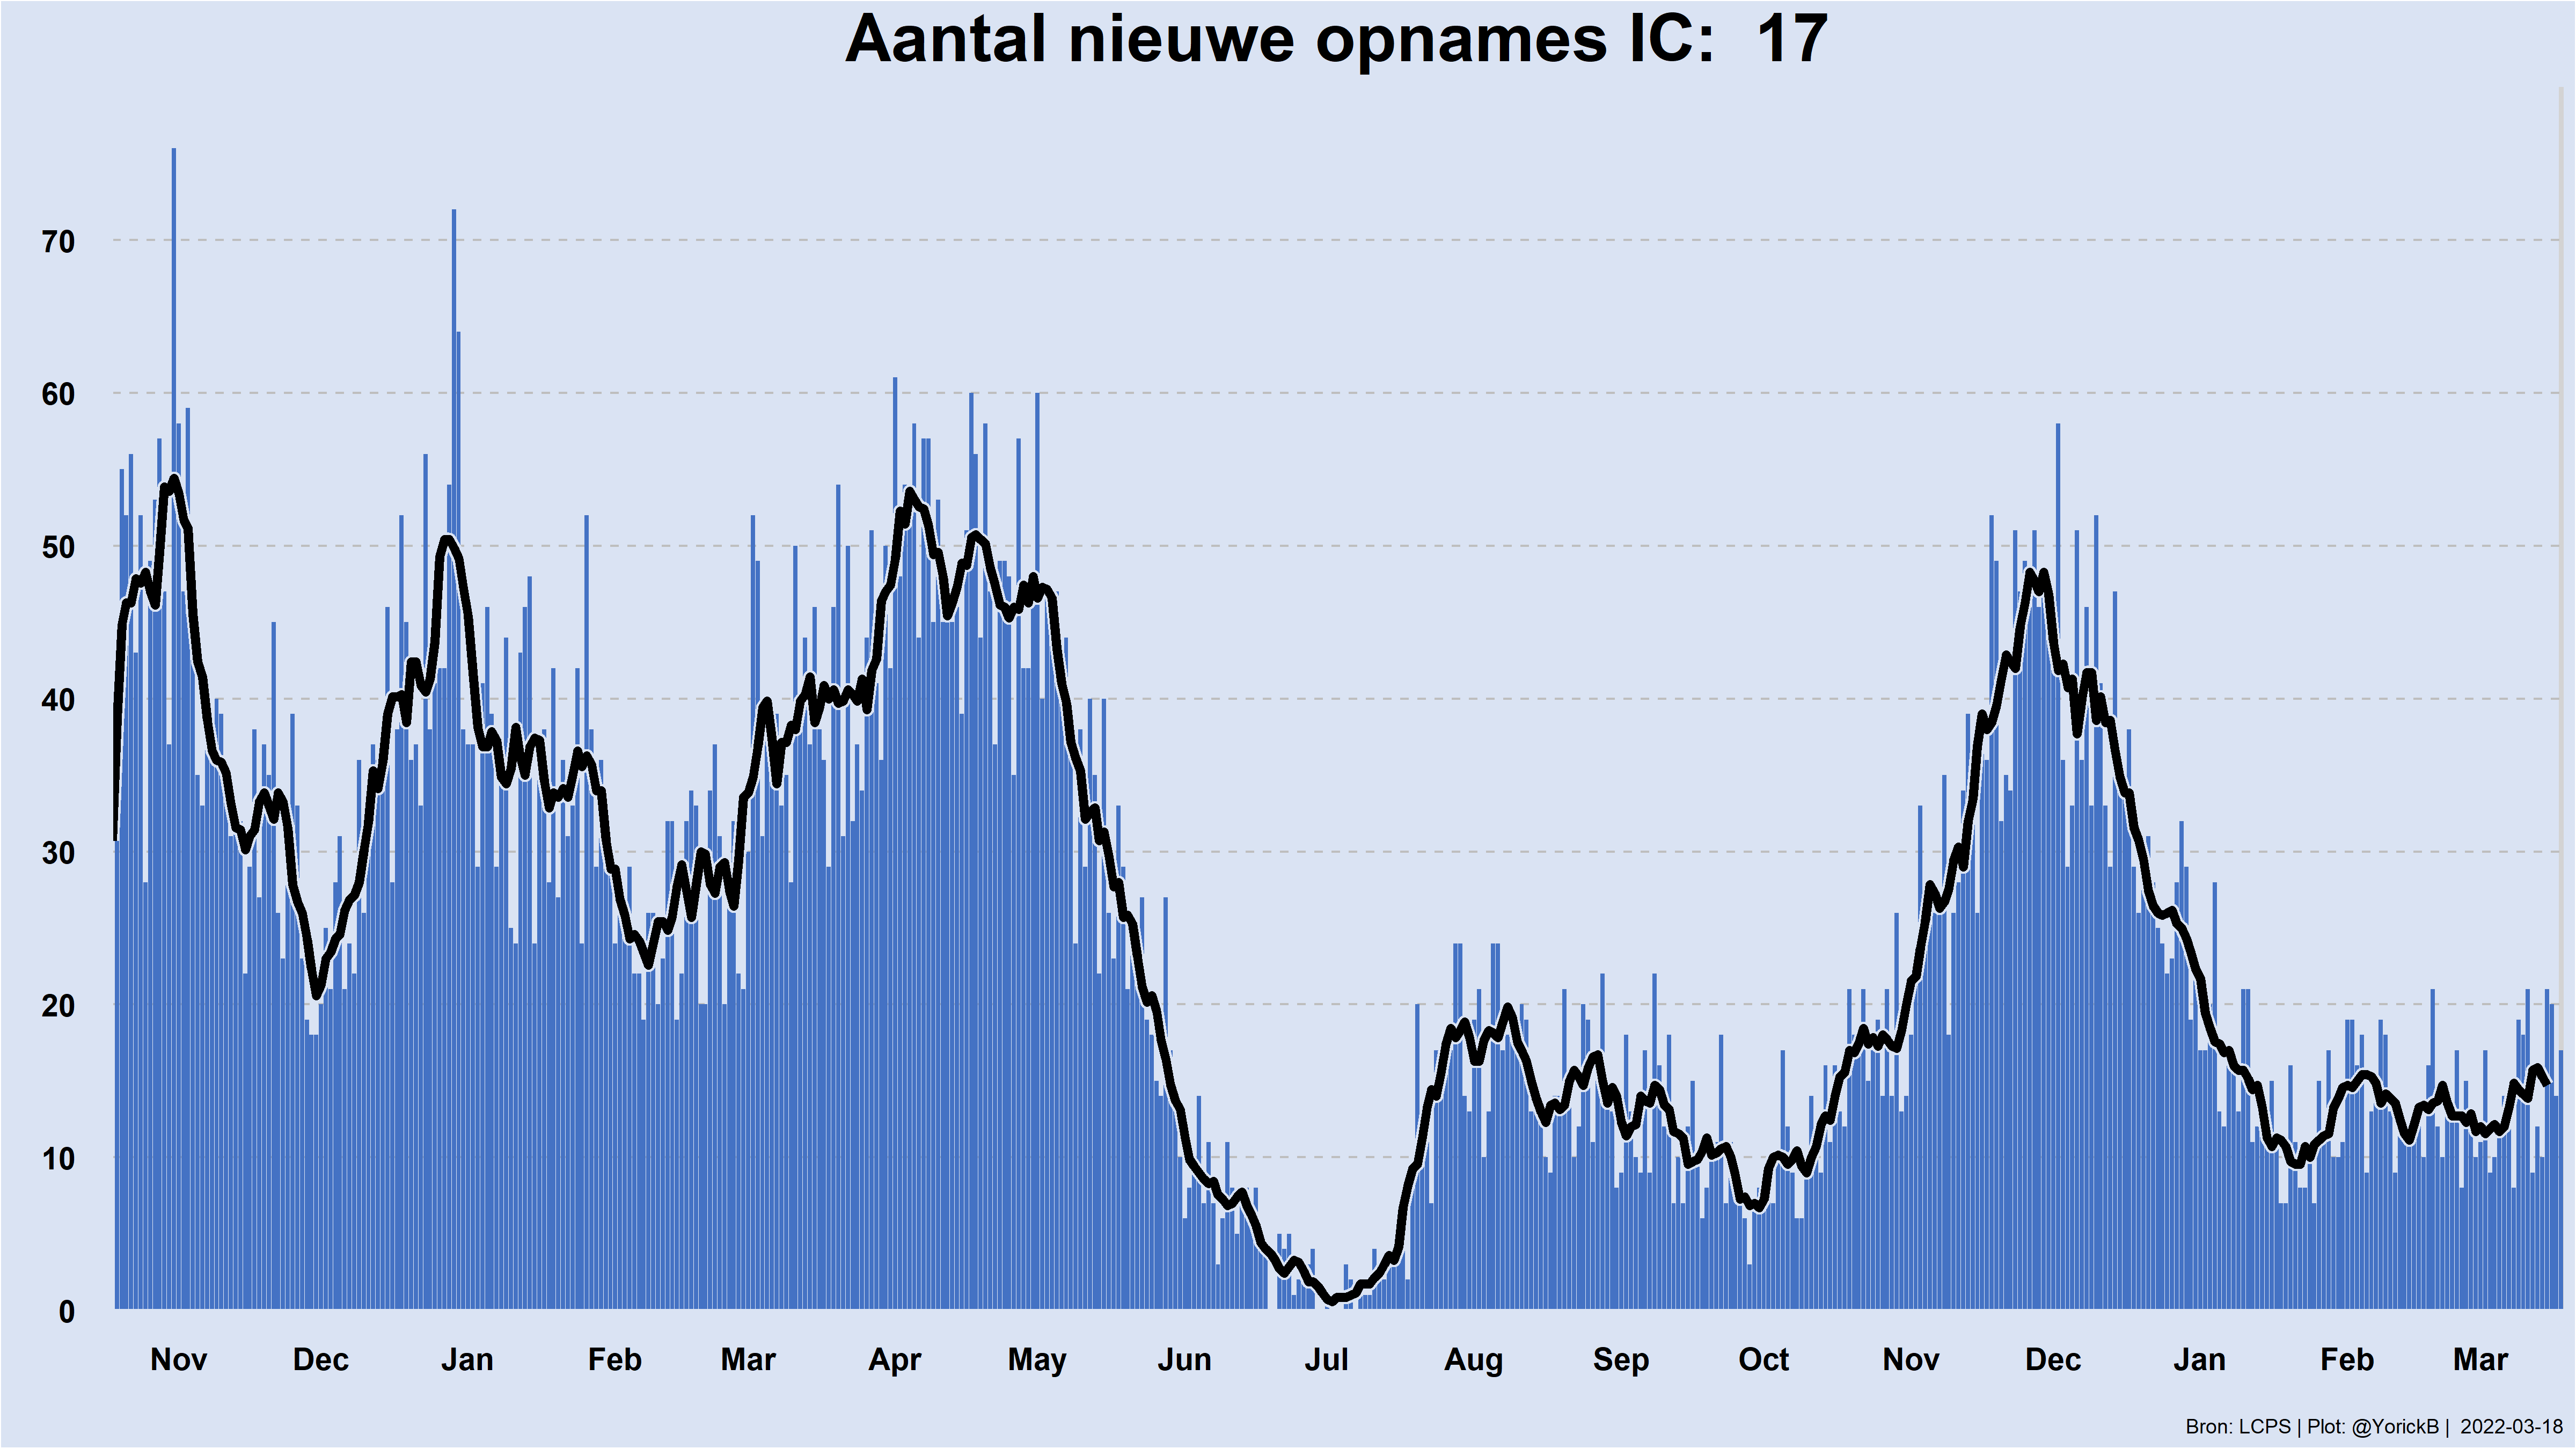 Aantal nieuwe opnames IC:  17
70
60
50
40
30
20
10
0
Nov Dec Jan Feb Mar Apr May Jun Jul Aug Sep Oct Nov Dec Jan Feb Mar
Bron: LCPS | Plot: @YorickB |  2022-03-18